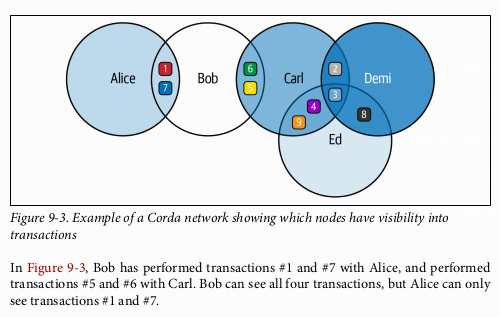 Alice
Bob
Carl
Demi
Ed
1
7
6
5
2
3
4
9
8
Figure 9-3. Example of a Corda network showing which nodes have visibility into
transactions
In Figure 9-3, Bob has performed transactions #1 and #7 with Alice, and performed
transactions #5 and #6 with Carl. Bob can see all four transactions, but Alice can only
see transactions #1 and #7.